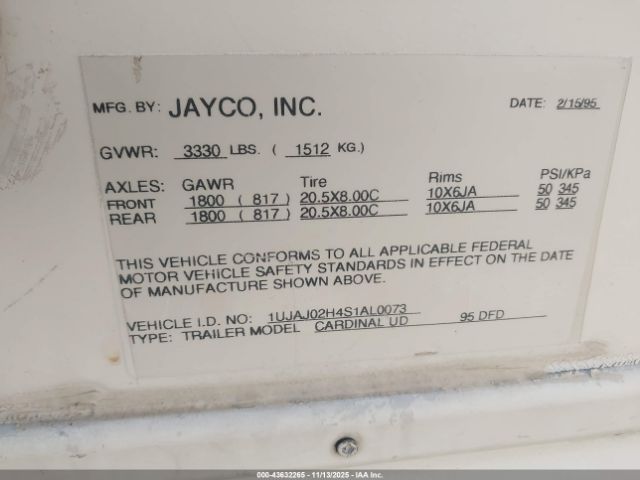 MFG. BY: JAYCO, INC. DATE: 2/15/95
GVWR: 3330 LBS. ( 1512 KG.)
AXLES: GAWR Tire Rims PSI/KPa
FRONT 1800 ( 817 ) 20.5X8.00C 10X6JA 50 345
REAR 1800 ( 817 ) 20.5X8.00C 10X6JA 50 345
THIS VEHICLE CONFORMS TO ALL APPLICABLE FEDERAL
MOTOR VEHICLE SAFETY STANDARDS IN EFFECT ON THE DATE
OF MANUFACTURE SHOWN ABOVE.
VEHICLE I.D. NO: 1UJAJ02H4S1AL0073
TYPE: TRAILER MODEL CARDINAL UD 95 DFD
000-43632265 - 11/13/2025 - IAA Inc.